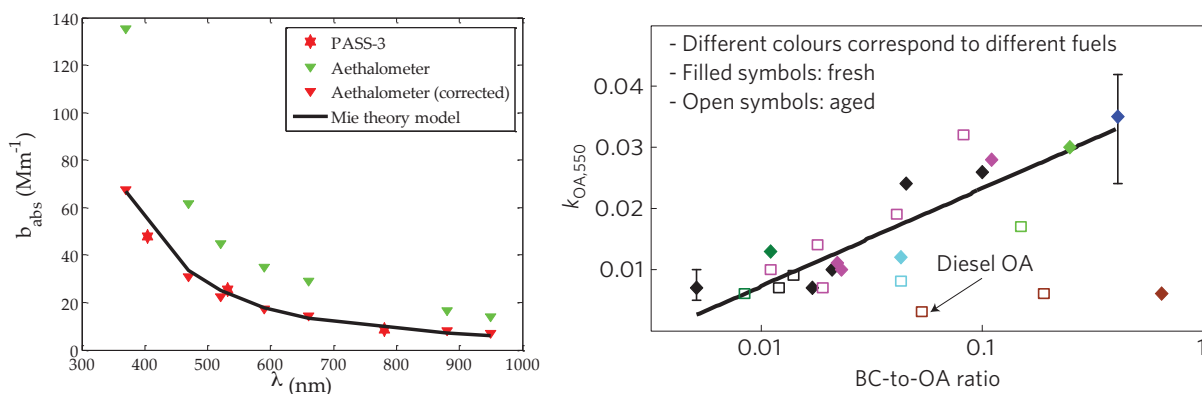 140
120
100
80
60
40
20
0
300 400 500 600 700 800 900 1000
b_abs (Mm⁻¹)
λ (nm)
PASS-3
Aethalometer
Aethalometer (corrected)
Mie theory model
- Different colours correspond to different fuels
- Filled symbols: fresh
- Open symbols: aged
0.04
0.03
0.02
0.01
k_OA,550
Diesel OA
0.01 0.1 1
BC-to-OA ratio